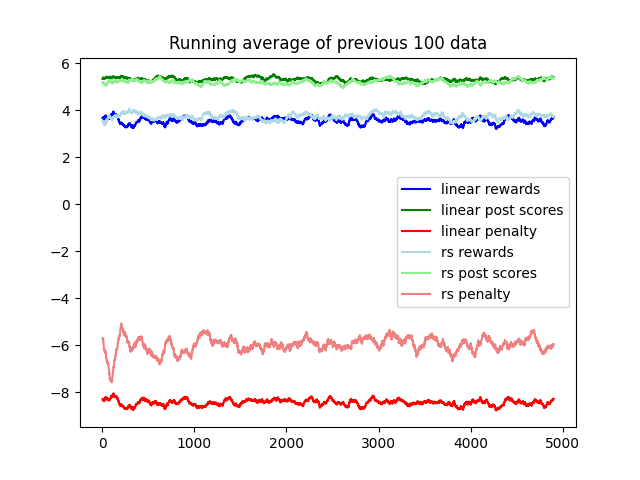 Running average of previous 100 data
6
4
2
0
−2
−4
−6
−8
linear rewards
linear post scores
linear penalty
rs rewards
rs post scores
rs penalty
0 1000 2000 3000 4000 5000